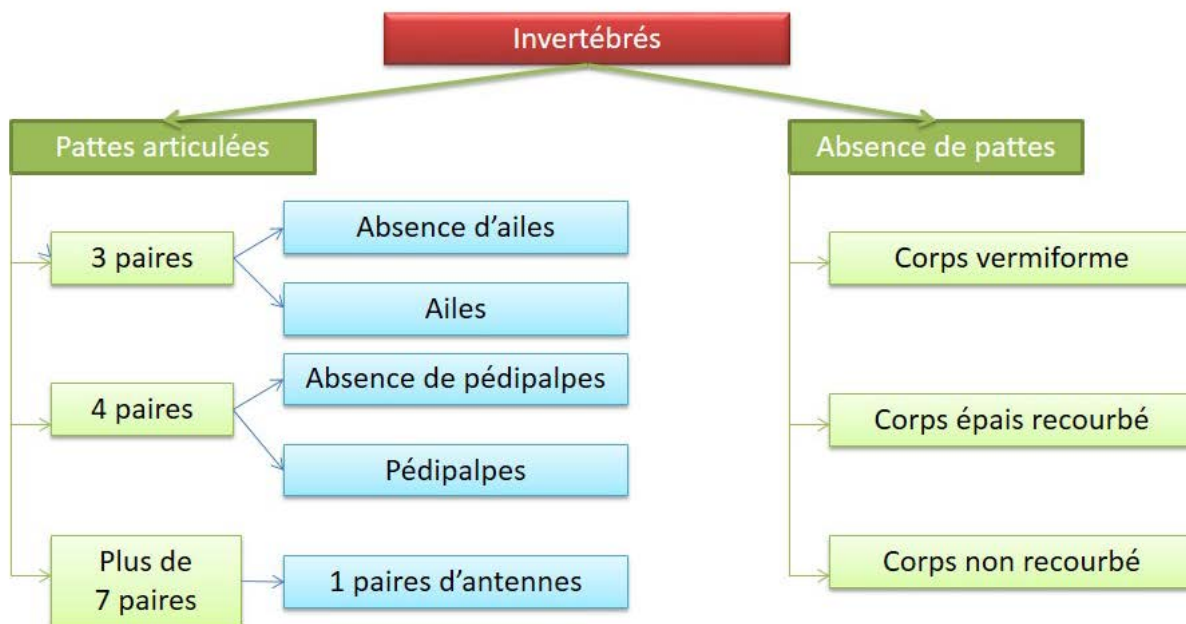 Invertébrés
Pattes articulées
3 paires
Absence d'ailes
Ailes
4 paires
Absence de pédipalpes
Pédipalpes
Plus de
7 paires
1 paires d'antennes
Absence de pattes
Corps vermiforme
Corps épais recourbé
Corps non recourbé